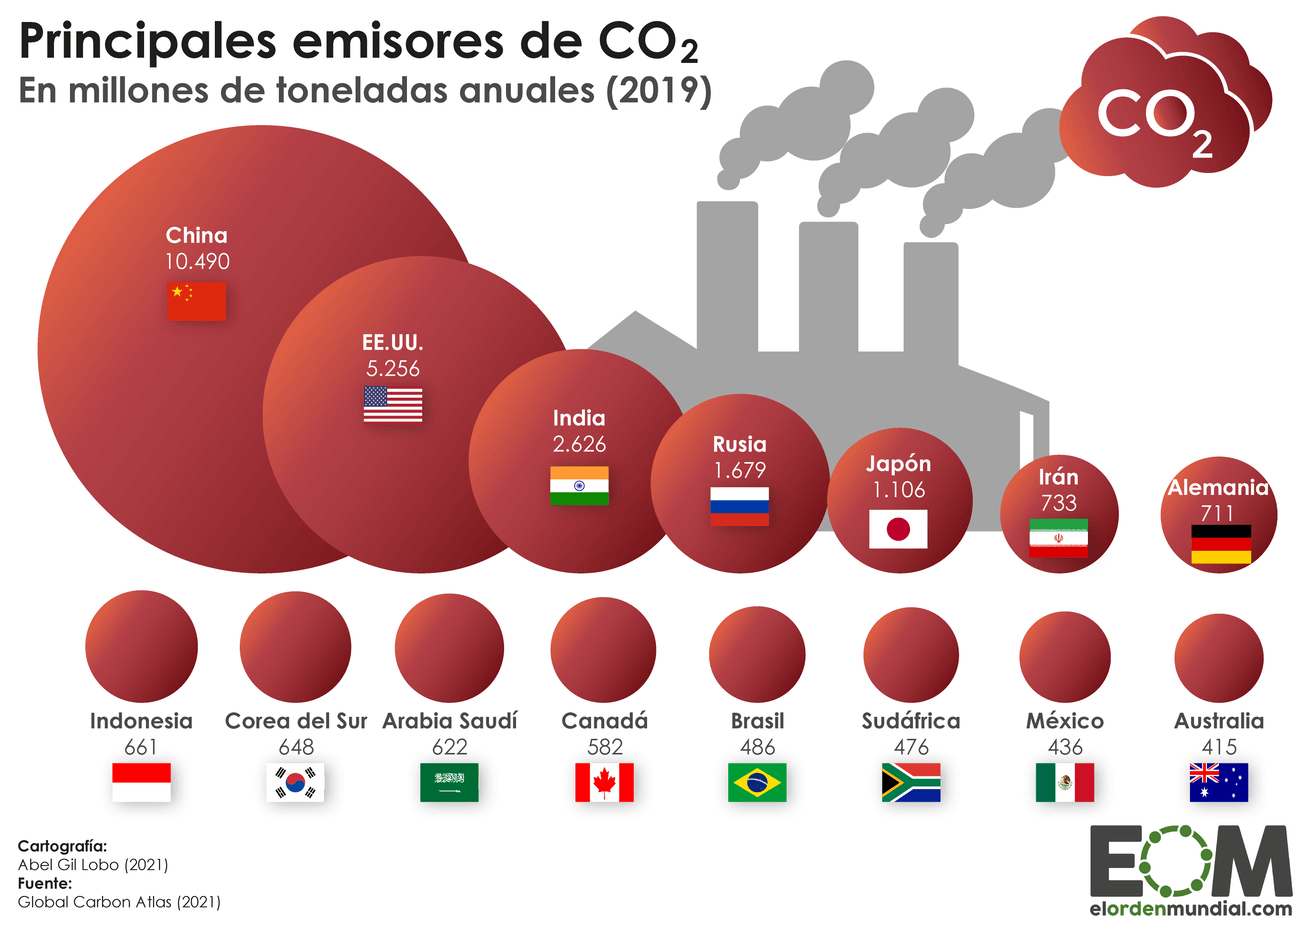 Principales emisores de CO₂
En millones de toneladas anuales (2019)
CO₂
China
10.490
EE.UU.
5.256
India
2.626
Rusia
1.679
Japón
1.106
Irán
733
Alemania
711
Indonesia
661
Corea del Sur
648
Arabia Saudí
622
Canadá
582
Brasil
486
Sudáfrica
476
México
436
Australia
415
Cartografía:
Abel Gil Lobo (2021)
Fuente:
Global Carbon Atlas (2021)
EOM
elordenmundial.com